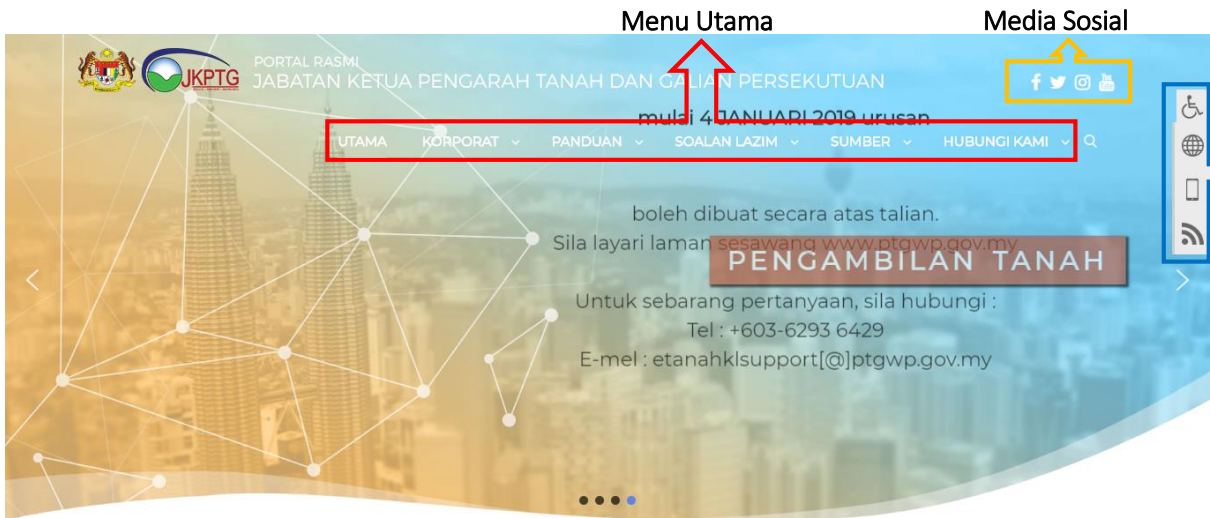 Menu Utama
Media Sosial
JKPTG
PORTAL RASMI
JABATAN KETUA PENGARAH TANAH DAN GALIAN PERSEKUTUAN
mulai 4 JANUARI 2019 urusan
UTAMA KORPORAT PANDUAN SOALAN LAZIM SUMBER HUBUNGI KAMI
boleh dibuat secara atas talian.
Sila layari laman sesawang www.ptgwp.gov.my
PENGAMBILAN TANAH
Untuk sebarang pertanyaan, sila hubungi :
Tel : +603-6293 6429
E-mel : etanahklsupport[@]ptgwp.gov.my